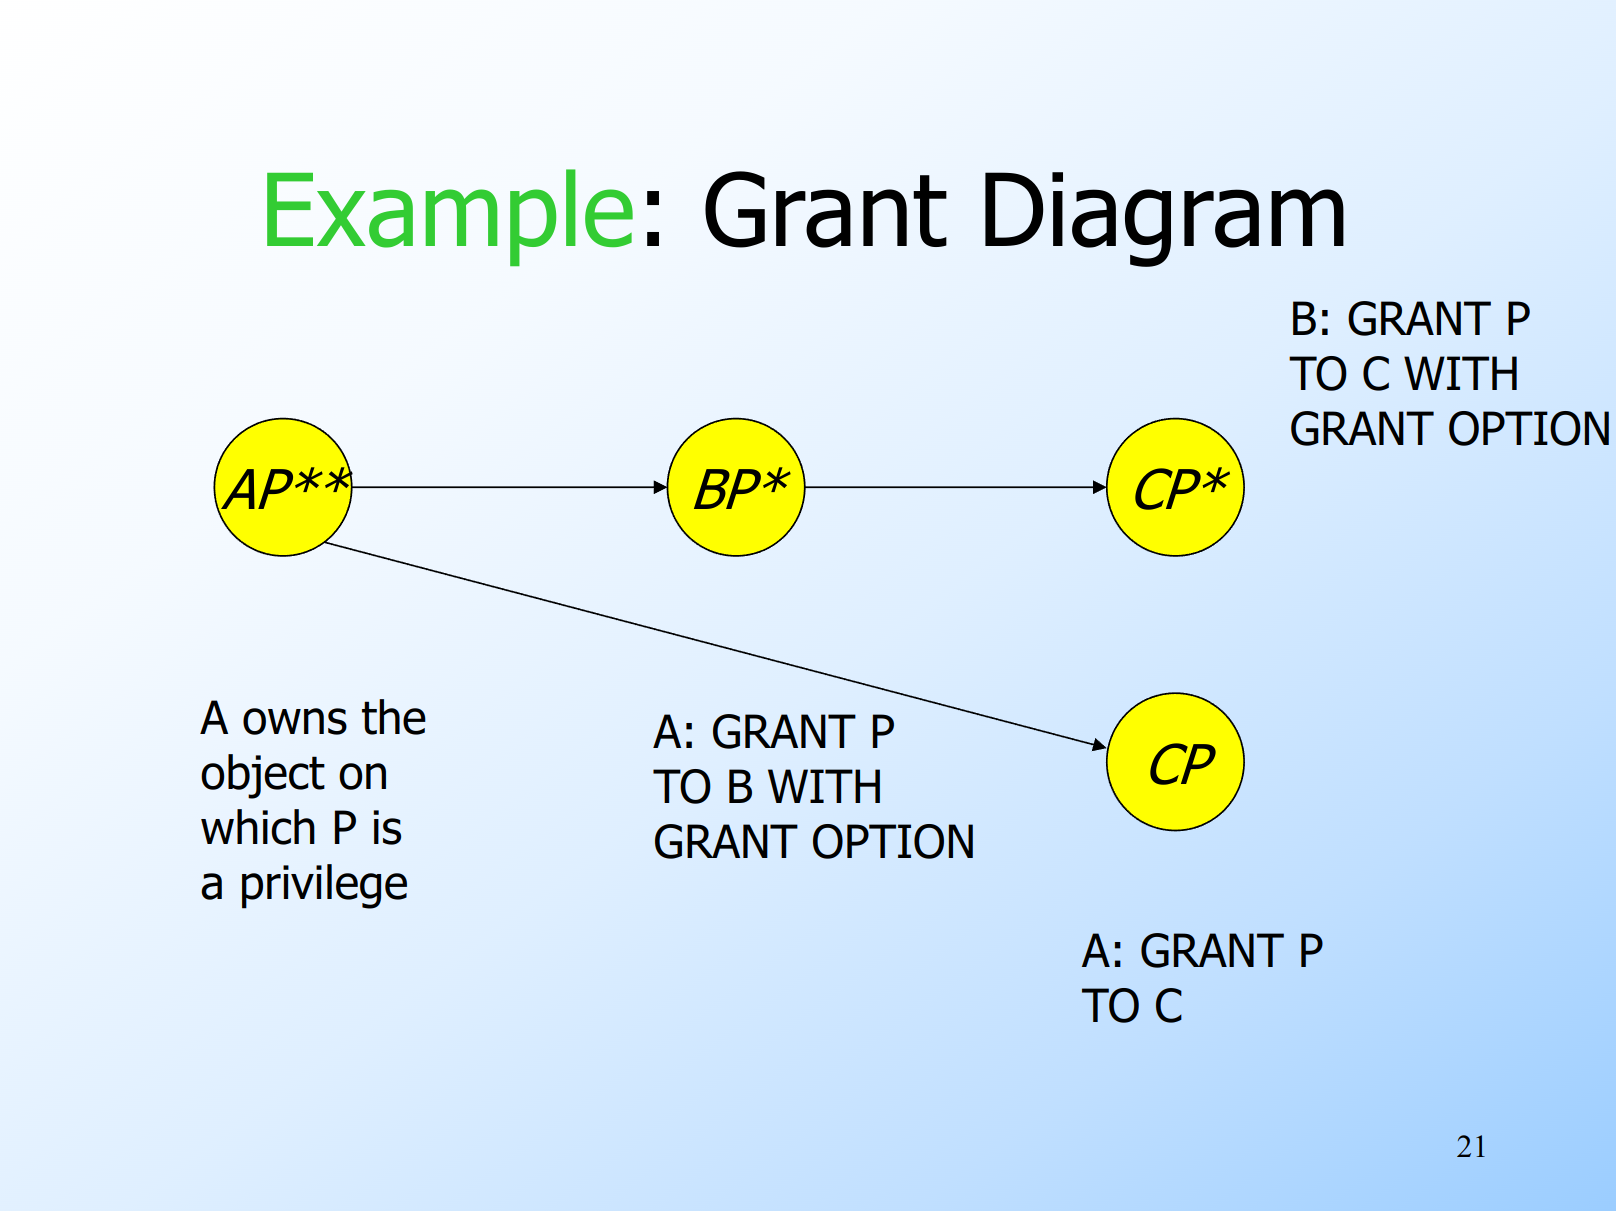 Example: Grant Diagram
B: GRANT P
TO C WITH
GRANT OPTION
AP**
BP*
CP*
CP
A owns the
object on
which P is
a privilege
A: GRANT P
TO B WITH
GRANT OPTION
A: GRANT P
TO C
21